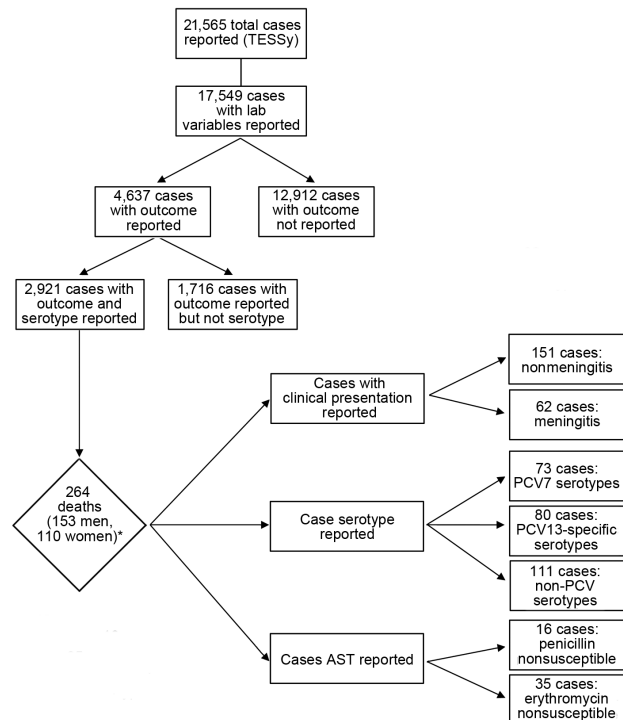 21,565 total cases
reported (TESSy)
17,549 cases
with lab
variables reported
4,637 cases
with outcome
reported
12,912 cases
with outcome
not reported
2,921 cases with
outcome and
serotype reported
1,716 cases with
outcome reported
but not serotype
264
deaths
(153 men,
110 women)*
Cases with
clinical presentation
reported
151 cases:
nonmeningitis
62 cases:
meningitis
Case serotype
reported
73 cases:
PCV7 serotypes
80 cases:
PCV13-specific
serotypes
111 cases:
non-PCV
serotypes
Cases AST reported
16 cases:
penicillin
nonsusceptible
35 cases:
erythromycin
nonsusceptible